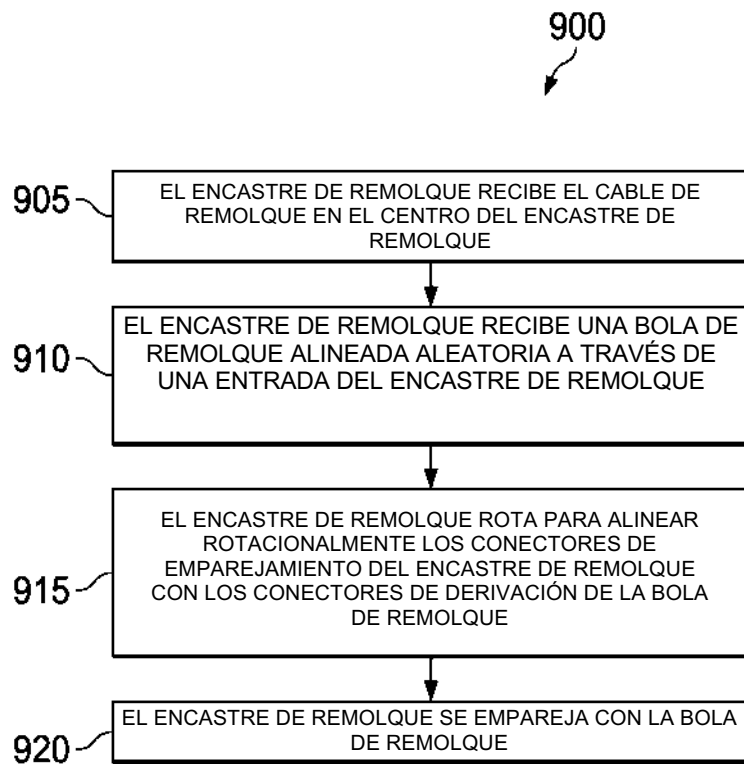 900
905
EL ENCASTRE DE REMOLQUE RECIBE EL CABLE DE
REMOLQUE EN EL CENTRO DEL ENCASTRE DE
REMOLQUE
910
EL ENCASTRE DE REMOLQUE RECIBE UNA BOLA DE
REMOLQUE ALINEADA ALEATORIA A TRAVÉS DE
UNA ENTRADA DEL ENCASTRE DE REMOLQUE
915
EL ENCASTRE DE REMOLQUE ROTA PARA ALINEAR
ROTACIONALMENTE LOS CONECTORES DE
EMPAREJAMIENTO DEL ENCASTRE DE REMOLQUE
CON LOS CONECTORES DE DERIVACIÓN DE LA BOLA
DE REMOLQUE
920
EL ENCASTRE DE REMOLQUE SE EMPAREJA CON LA BOLA
DE REMOLQUE